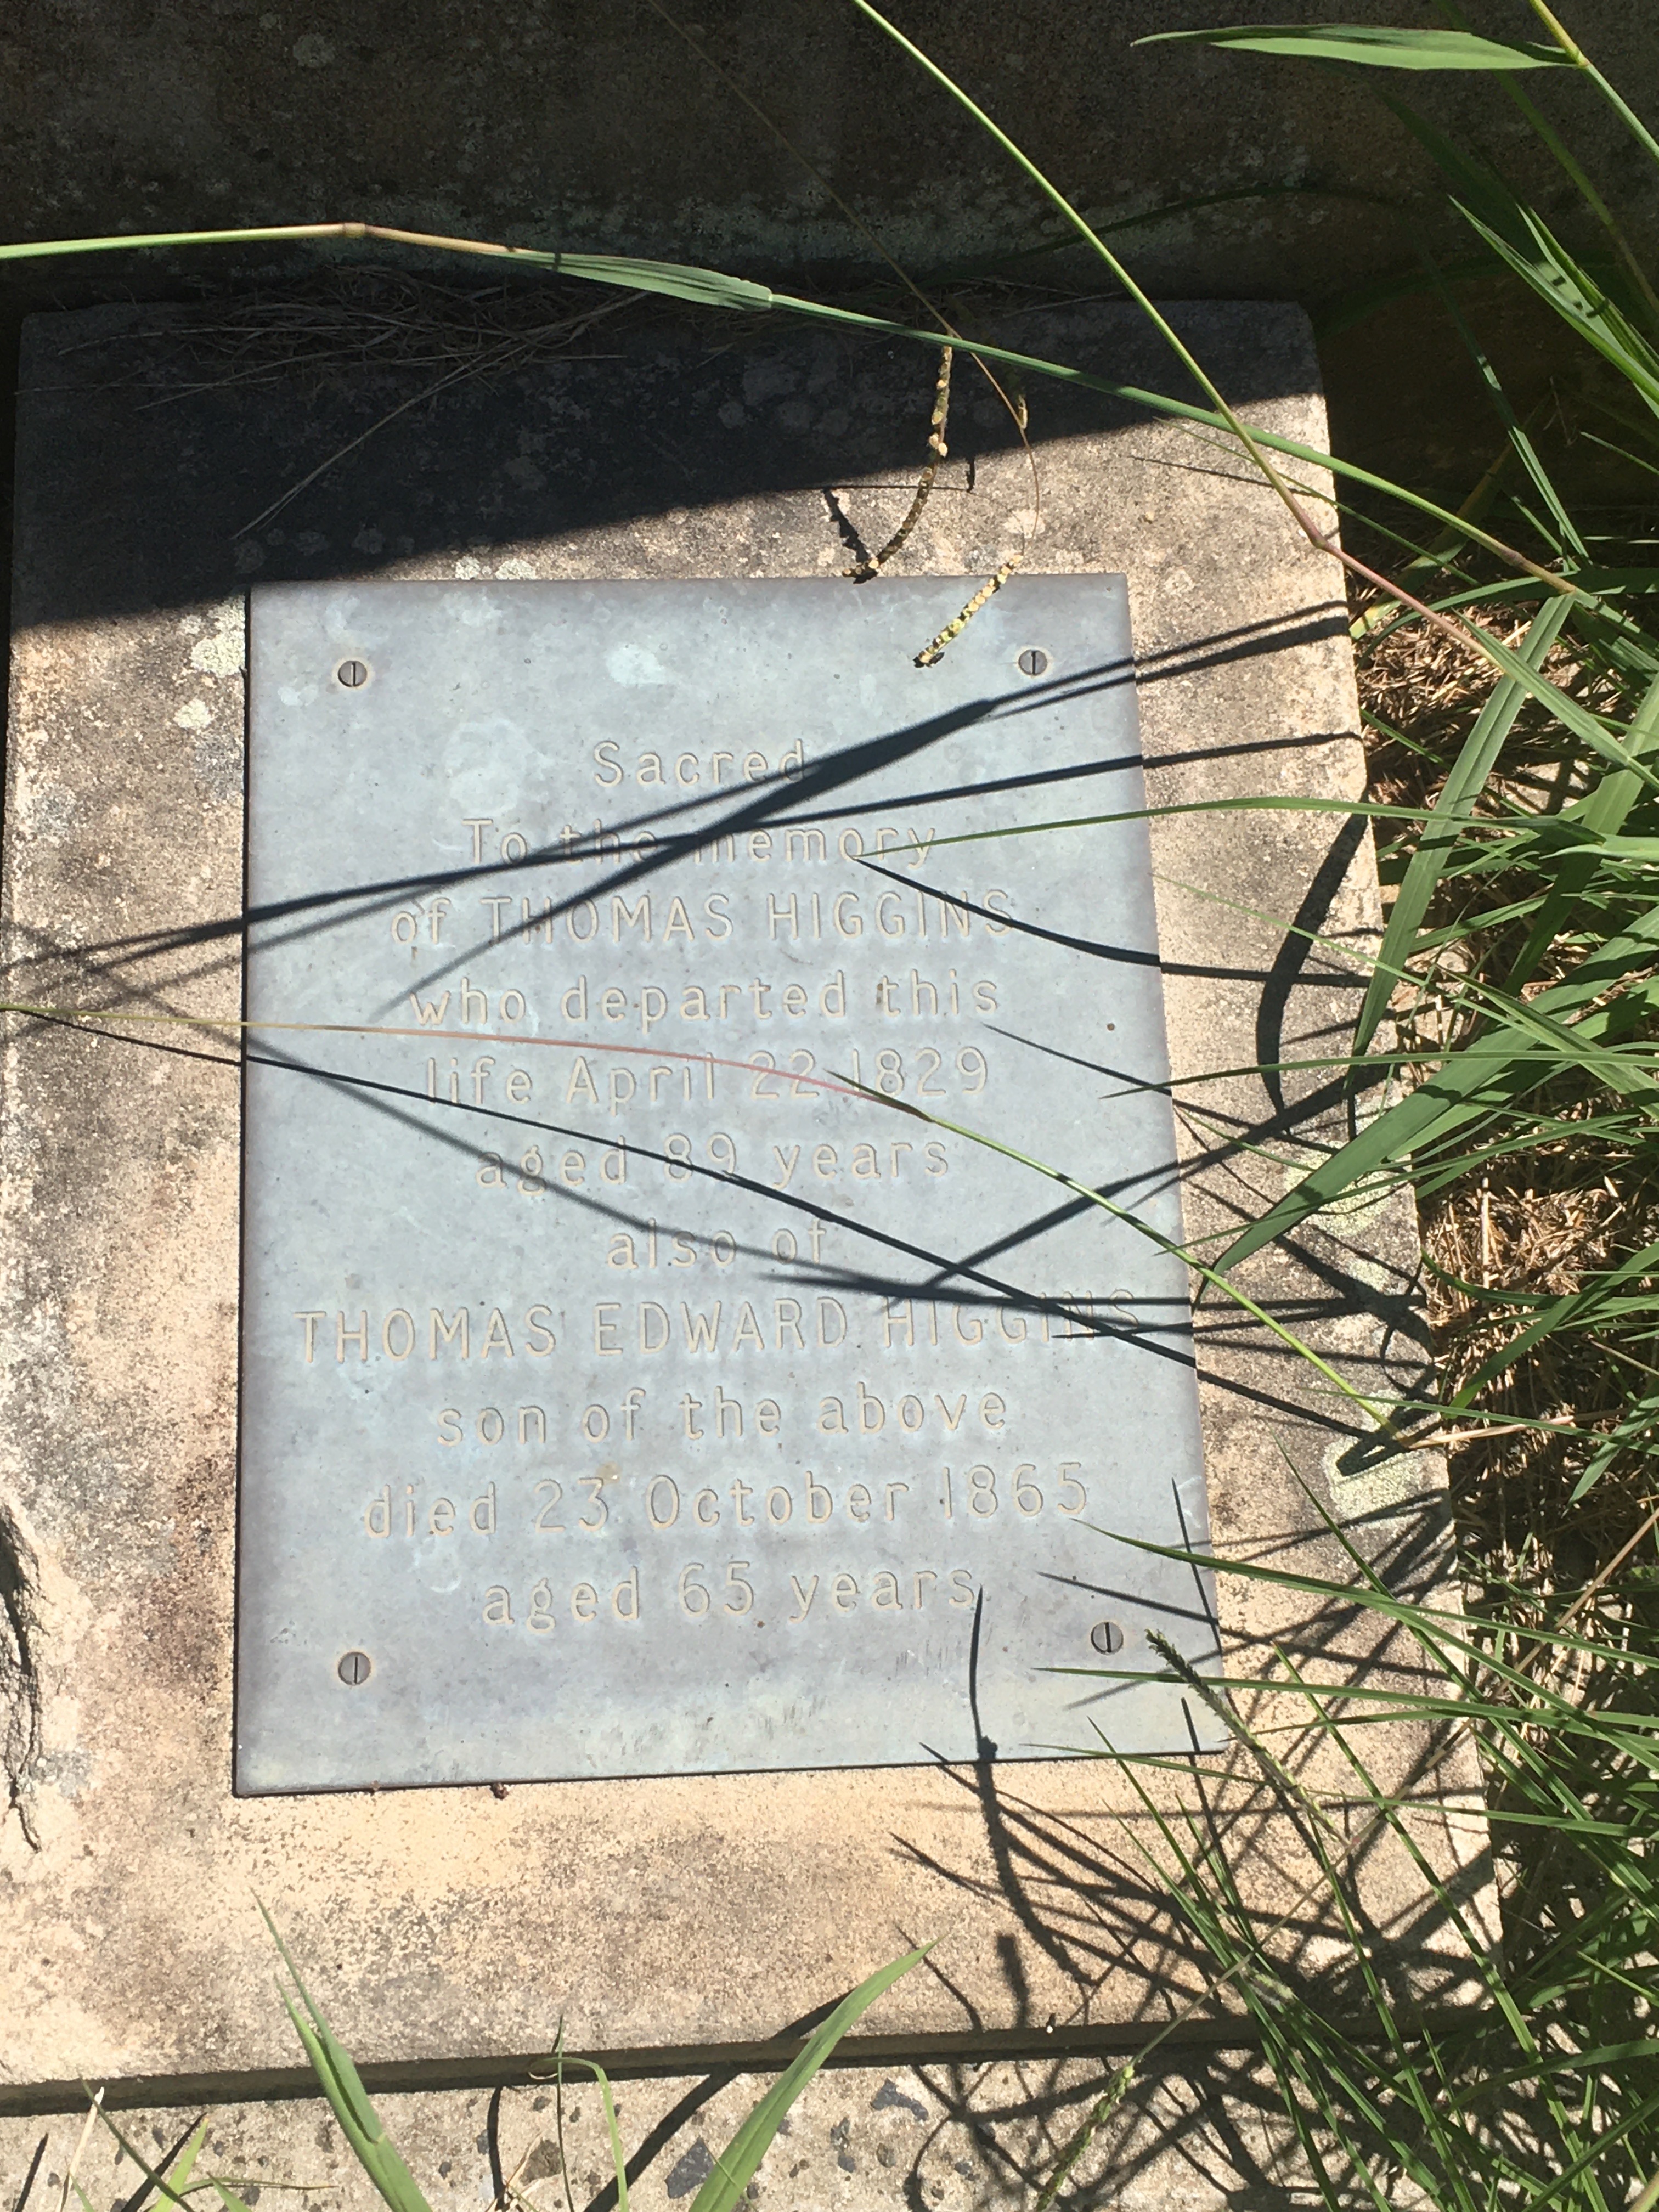 Sacred
To the memory
of THOMAS HIGGINS
who departed this
life April 22 1829
aged 89 years
also of
THOMAS EDWARD HIGGINS
son of the above
died 23 October 1865
aged 65 years